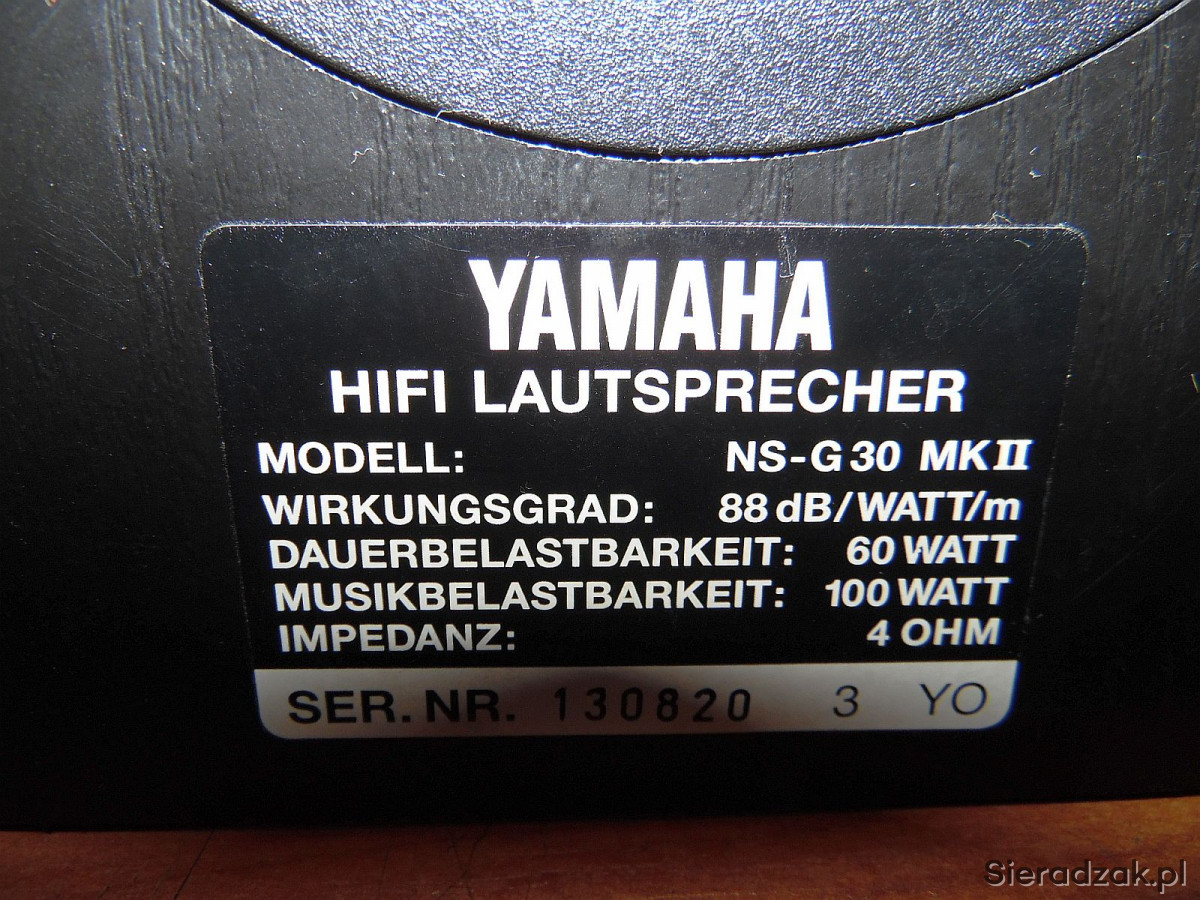 YAMAHA
HIFI LAUTSPRECHER
MODELL: NS-G30 MKII
WIRKUNGSGRAD: 88 dB/WATT/m
DAUERBELASTBARKEIT: 60 WATT
MUSIKBELASTBARKEIT: 100 WATT
IMPEDANZ: 4 OHM
SER. NR. 130820 3 YO
Sieradzak.pl